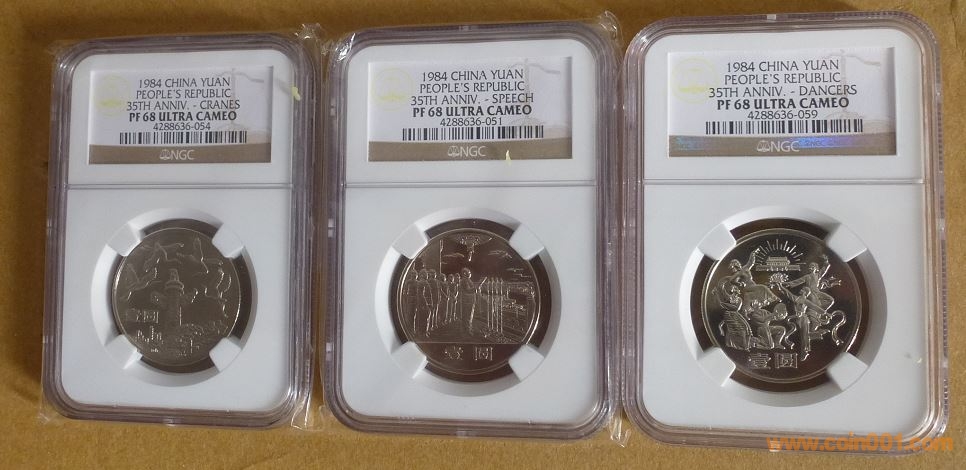 1984 CHINA YUAN
PEOPLE'S REPUBLIC
35TH ANNIV. - CRANES
PF 68 ULTRA CAMEO
4288636-054
NGC
壹圆
1984 CHINA YUAN
PEOPLE'S REPUBLIC
35TH ANNIV. - SPEECH
PF 68 ULTRA CAMEO
4288636-051
NGC
壹圆
1984 CHINA YUAN
PEOPLE'S REPUBLIC
35TH ANNIV. - DANCERS
PF 68 ULTRA CAMEO
4288636-059
NGC
壹圆
www.coin001.com